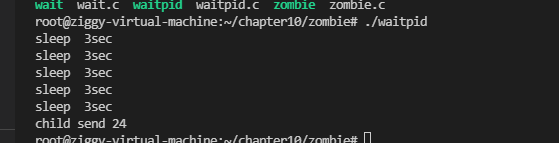 wait wait.c waitpid waitpid.c zombie zombie.c
root@ziggy-virtual-machine:~/chapter10/zombie# ./waitpid
sleep 3sec
sleep 3sec
sleep 3sec
sleep 3sec
sleep 3sec
child send 24
root@ziggy-virtual-machine:~/chapter10/zombie#